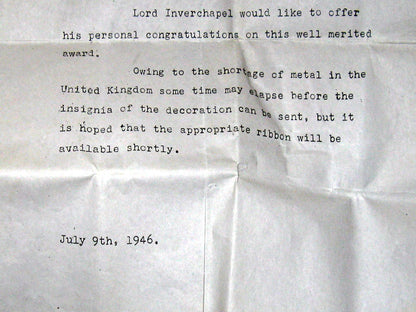 Lord Inverchapel would like to offer
his personal congratulations on this well merited
award.
Owing to the shortage of metal in the
United Kingdom some time may elapse before the
insignia of the decoration can be sent, but it
is hoped that the appropriate ribbon will be
available shortly.
July 9th, 1946.